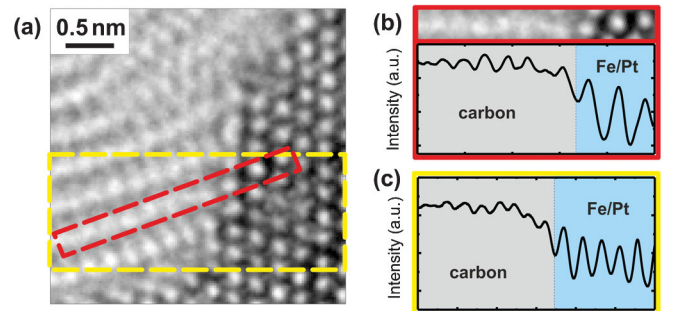 (a)
0.5 nm
(b)
Intensity (a.u.)
carbon
Fe/Pt
(c)
Intensity (a.u.)
carbon
Fe/Pt